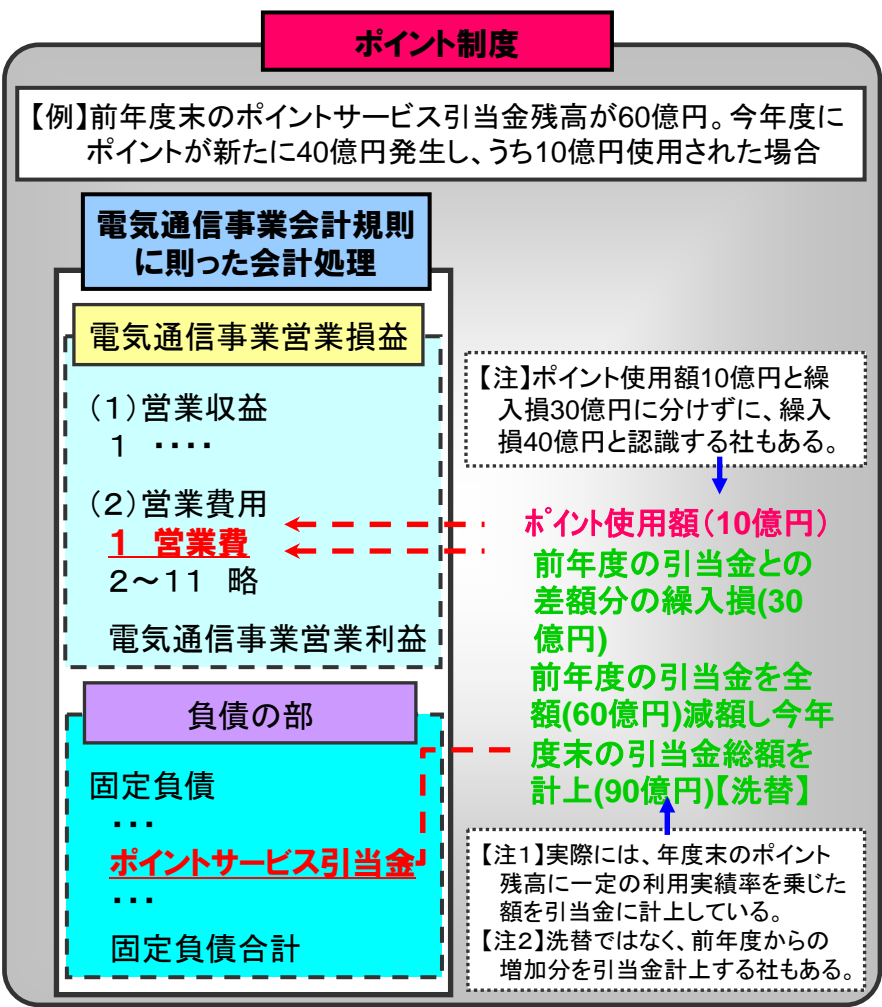 ポイント制度
【例】前年度末のポイントサービス引当金残高が60億円。今年度に
ポイントが新たに40億円発生し、うち10億円使用された場合
電気通信事業会計規則
に則った会計処理
電気通信事業営業損益
(1)営業収益
1 ・・・・
(2)営業費用
1 営業費
2~11 略
電気通信事業営業利益
【注】ポイント使用額10億円と繰
入損30億円に分けずに、繰入
損40億円と認識する社もある。
ポイント使用額(10億円)
前年度の引当金との
差額分の繰入損(30
億円)
前年度の引当金を全
額(60億円)減額し今年
度末の引当金総額を
計上(90億円)【洗替】
負債の部
固定負債
・・・
ポイントサービス引当金
・・・
固定負債合計
【注1】実際には、年度末のポイント
残高に一定の利用実績率を乗じた
額を引当金に計上している。
【注2】洗替ではなく、前年度からの
増加分を引当金計上する社もある。